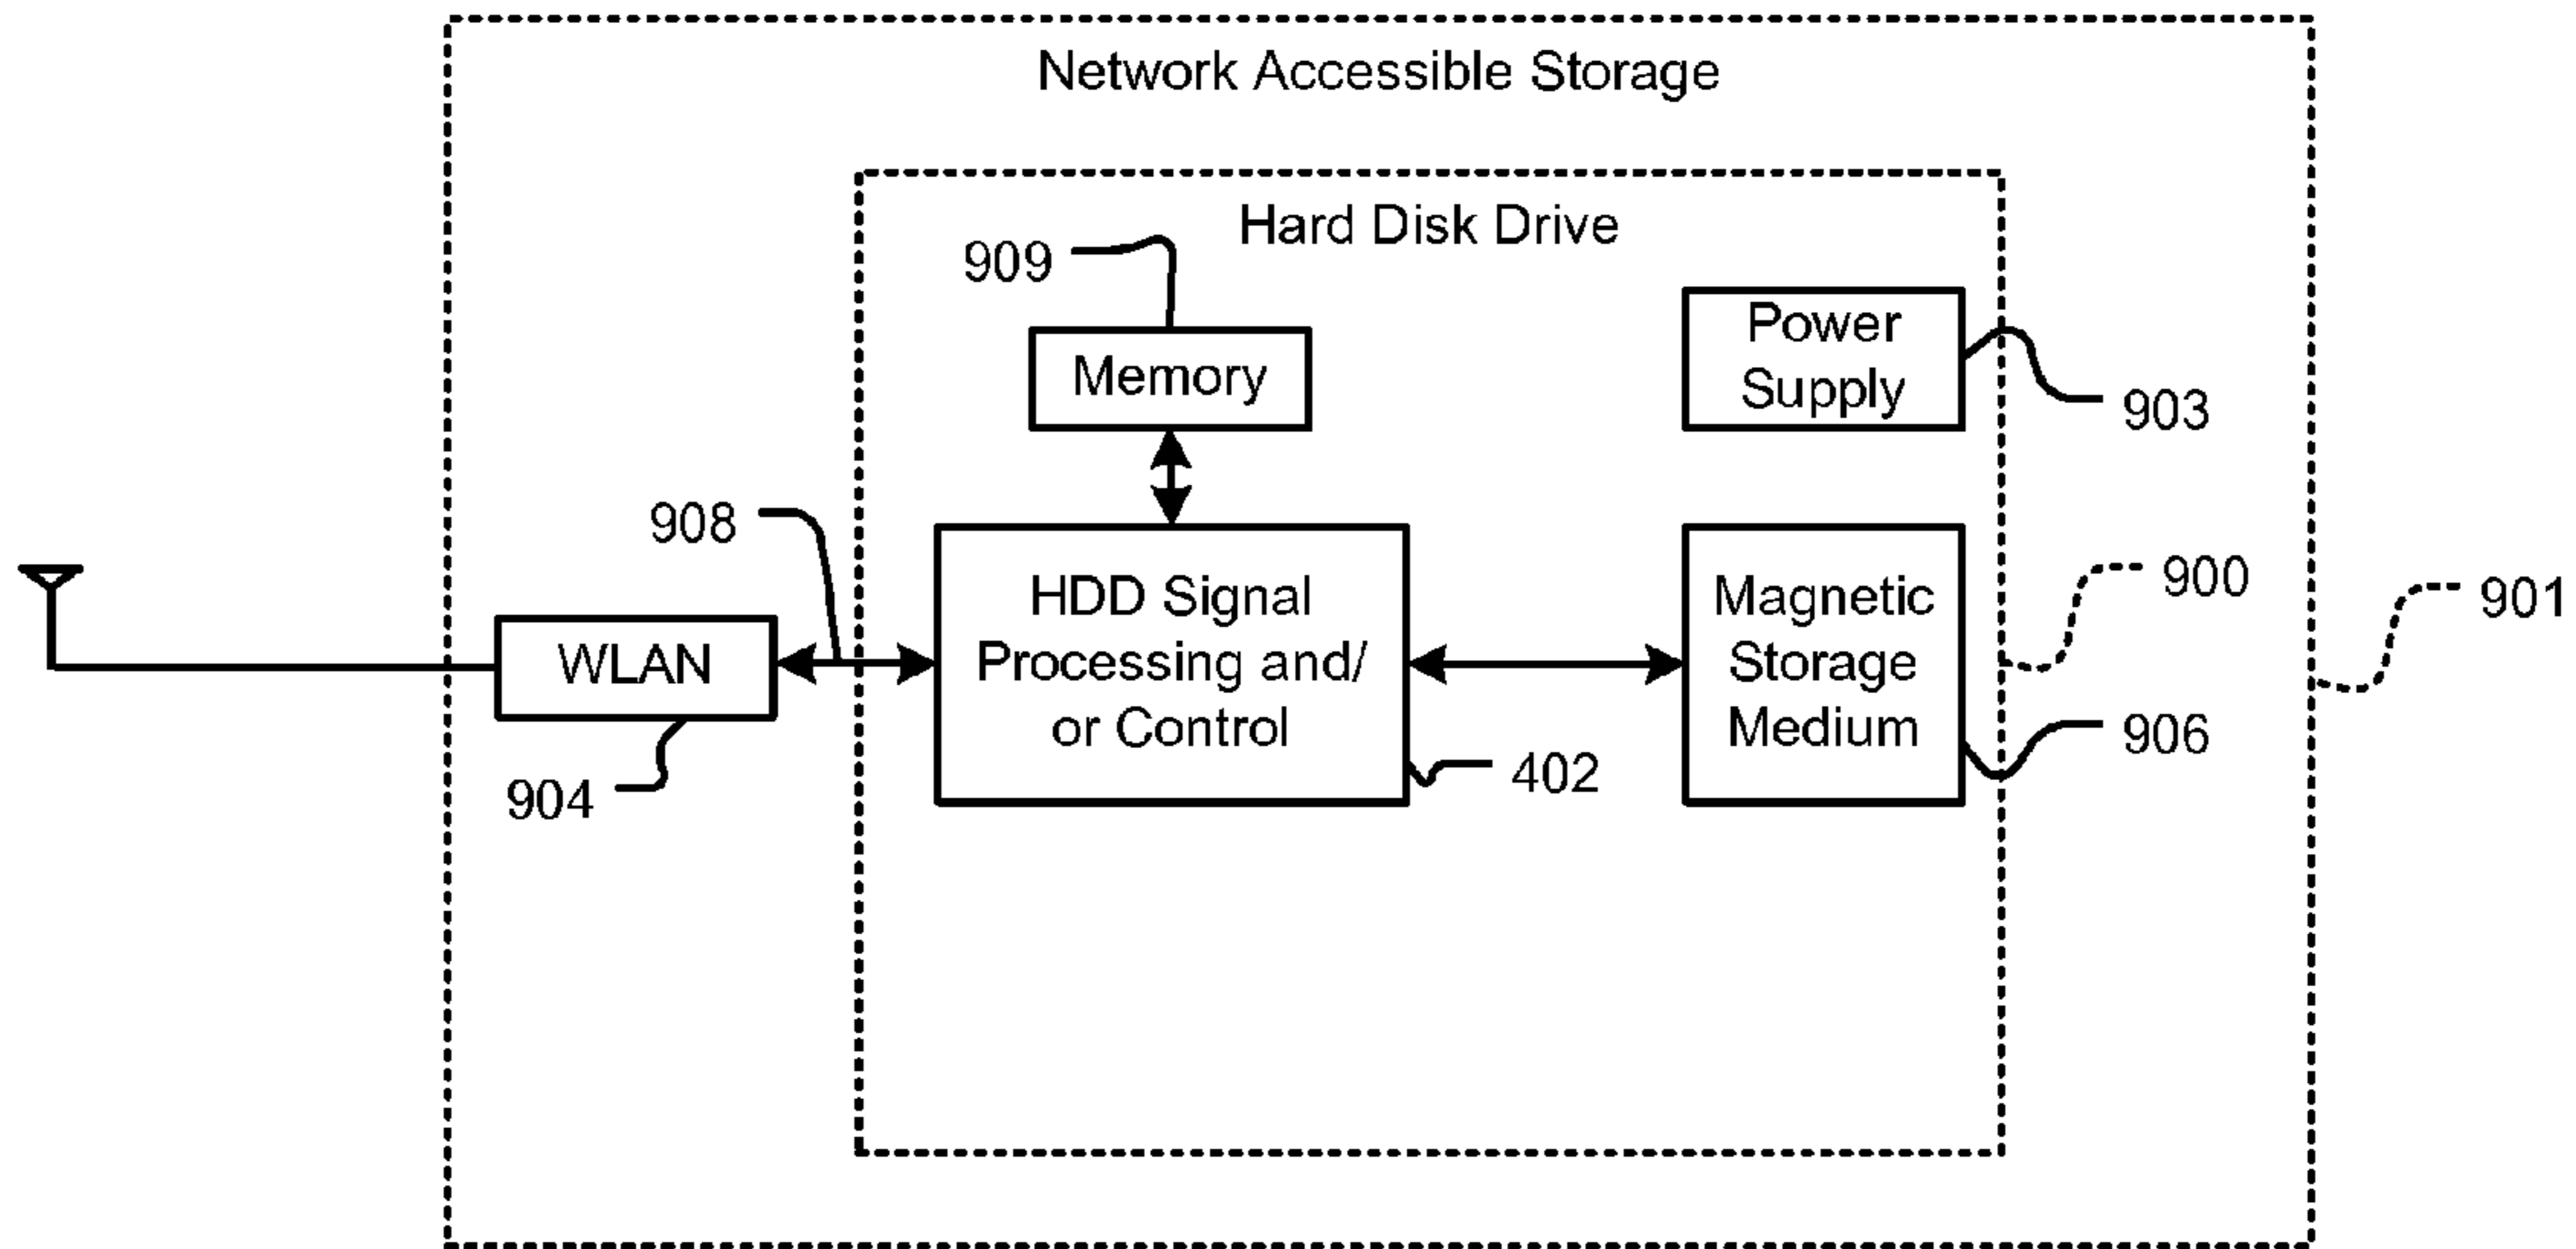 Network Accessible Storage
Hard Disk Drive
909
Memory
Power
Supply
903
908
HDD Signal
Processing and/
or Control
Magnetic
Storage
Medium
900
901
WLAN
904
402
906